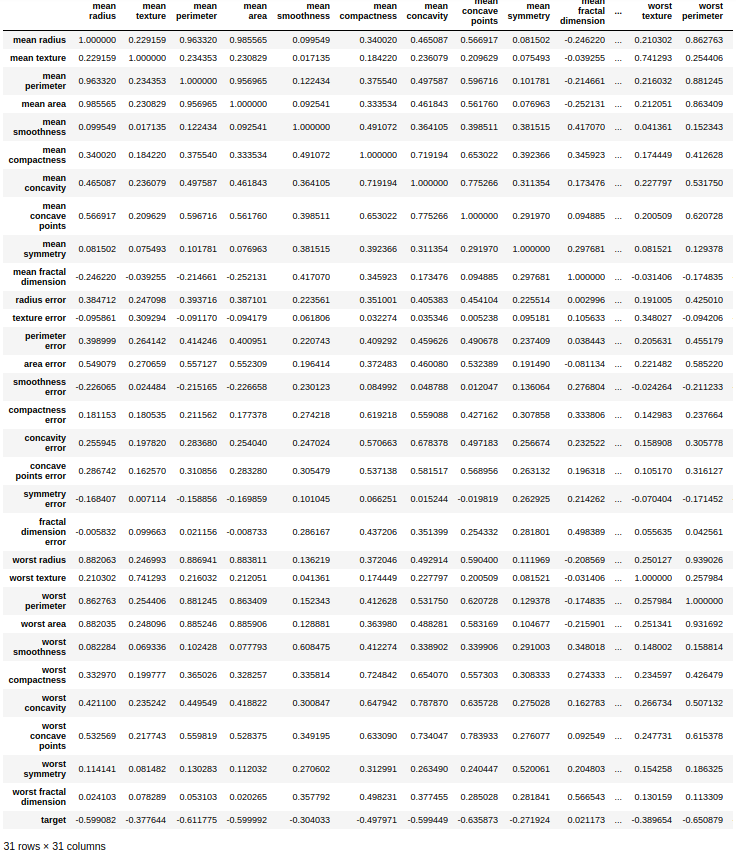 mean radius mean texture mean perimeter mean area mean smoothness mean compactness mean concavity mean concave points mean symmetry mean fractal dimension ... worst texture worst perimeter
mean radius 1.000000 0.229159 0.963320 0.985565 0.099549 0.340020 0.465087 0.566917 0.081502 -0.246220 ... 0.210302 0.862763
mean texture 0.229159 1.000000 0.234353 0.230829 0.017135 0.184220 0.236079 0.209629 0.075493 -0.039255 ... 0.741293 0.254406
mean perimeter 0.963320 0.234353 1.000000 0.956965 0.122434 0.375540 0.497587 0.596716 0.101781 -0.214661 ... 0.216032 0.881245
mean area 0.985565 0.230829 0.956965 1.000000 0.092541 0.333534 0.461843 0.561760 0.076963 -0.252131 ... 0.212051 0.863409
mean smoothness 0.099549 0.017135 0.122434 0.092541 1.000000 0.491072 0.364105 0.398511 0.381515 0.417070 ... 0.041361 0.152343
mean compactness 0.340020 0.184220 0.375540 0.333534 0.491072 1.000000 0.719194 0.653022 0.392366 0.345923 ... 0.174449 0.412628
mean concavity 0.465087 0.236079 0.497587 0.461843 0.364105 0.719194 1.000000 0.775266 0.311354 0.173476 ... 0.227797 0.531750
mean concave points 0.566917 0.209629 0.596716 0.561760 0.398511 0.653022 0.775266 1.000000 0.291970 0.094885 ... 0.200509 0.620728
mean symmetry 0.081502 0.075493 0.101781 0.076963 0.381515 0.392366 0.311354 0.291970 1.000000 0.297681 ... 0.081521 0.129378
mean fractal dimension -0.246220 -0.039255 -0.214661 -0.252131 0.417070 0.345923 0.173476 0.094885 0.297681 1.000000 ... -0.031406 -0.174835
radius error 0.384712 0.247098 0.393716 0.387101 0.223561 0.351001 0.405383 0.454104 0.225514 0.002996 ... 0.191005 0.425010
texture error -0.095861 0.309294 -0.091170 -0.094179 0.061806 0.032274 0.035346 0.005238 0.095181 0.105633 ... 0.348027 -0.094206
perimeter error 0.398999 0.264142 0.414246 0.400951 0.220743 0.409292 0.459626 0.490678 0.237409 0.038443 ... 0.205631 0.455179
area error 0.549079 0.270659 0.557127 0.552309 0.196414 0.372483 0.460080 0.532389 0.191490 -0.081134 ... 0.221482 0.585220
smoothness error -0.226065 0.024484 -0.215165 -0.226658 0.230123 0.084992 0.048788 0.012047 0.136064 0.276804 ... -0.024264 -0.211233
compactness error 0.181153 0.180535 0.211562 0.177378 0.274218 0.619218 0.559088 0.427162 0.307858 0.333806 ... 0.142983 0.237664
concavity error 0.255945 0.197820 0.283680 0.254040 0.247024 0.570663 0.678378 0.497183 0.256674 0.232522 ... 0.158908 0.305778
concave points error 0.286742 0.162570 0.310856 0.283280 0.305479 0.537138 0.581517 0.568956 0.263132 0.196318 ... 0.105170 0.316127
symmetry error -0.168407 0.007114 -0.158856 -0.169859 0.101045 0.066251 0.015244 -0.019819 0.262925 0.214262 ... -0.070404 -0.171452
fractal dimension error -0.005832 0.099663 0.021156 -0.008733 0.286167 0.437206 0.351399 0.254332 0.281801 0.498389 ... 0.055635 0.042561
worst radius 0.882063 0.246993 0.886941 0.883811 0.136219 0.372046 0.492914 0.590400 0.111969 -0.208569 ... 0.250127 0.939026
worst texture 0.210302 0.741293 0.216032 0.212051 0.041361 0.174449 0.227797 0.200509 0.081521 -0.031406 ... 1.000000 0.257984
worst perimeter 0.862763 0.254406 0.881245 0.863409 0.152343 0.412628 0.531750 0.620728 0.129378 -0.174835 ... 0.257984 1.000000
worst area 0.882035 0.248096 0.885246 0.885906 0.128881 0.363980 0.488281 0.583169 0.104677 -0.215901 ... 0.251341 0.931692
worst smoothness 0.082284 0.069336 0.102428 0.077793 0.608475 0.412274 0.338902 0.339906 0.291003 0.348018 ... 0.148002 0.158814
worst compactness 0.332970 0.199777 0.365026 0.328257 0.335814 0.724842 0.654070 0.557303 0.308333 0.274333 ... 0.234597 0.426479
worst concavity 0.421100 0.235242 0.449549 0.418822 0.300847 0.647942 0.787870 0.635728 0.275028 0.162783 ... 0.266734 0.507132
worst concave points 0.532569 0.217743 0.559819 0.528375 0.349195 0.633090 0.734047 0.783933 0.276077 0.092549 ... 0.247731 0.615378
worst symmetry 0.114141 0.081482 0.130283 0.112032 0.270602 0.312991 0.263490 0.240447 0.520061 0.204803 ... 0.154258 0.186325
worst fractal dimension 0.024103 0.078289 0.053103 0.020265 0.357792 0.498231 0.377455 0.285028 0.281841 0.566543 ... 0.130159 0.113309
target -0.599082 -0.377644 -0.611775 -0.599992 -0.304033 -0.497971 -0.599449 -0.635873 -0.271924 0.021173 ... -0.389654 -0.650879
31 rows × 31 columns